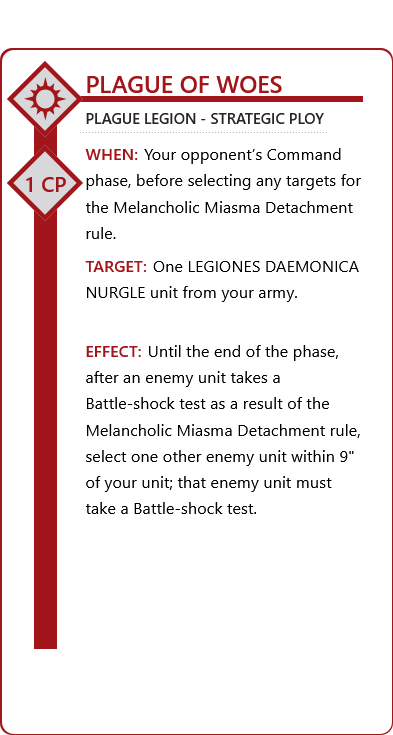 PLAGUE OF WOES
PLAGUE LEGION - STRATEGIC PLOY
1 CP
WHEN: Your opponent’s Command
phase, before selecting any targets for
the Melancholic Miasma Detachment
rule.
TARGET: One LEGIONES DAEMONICA
NURGLE unit from your army.
EFFECT: Until the end of the phase,
after an enemy unit takes a
Battle-shock test as a result of the
Melancholic Miasma Detachment rule,
select one other enemy unit within 9"
of your unit; that enemy unit must
take a Battle-shock test.